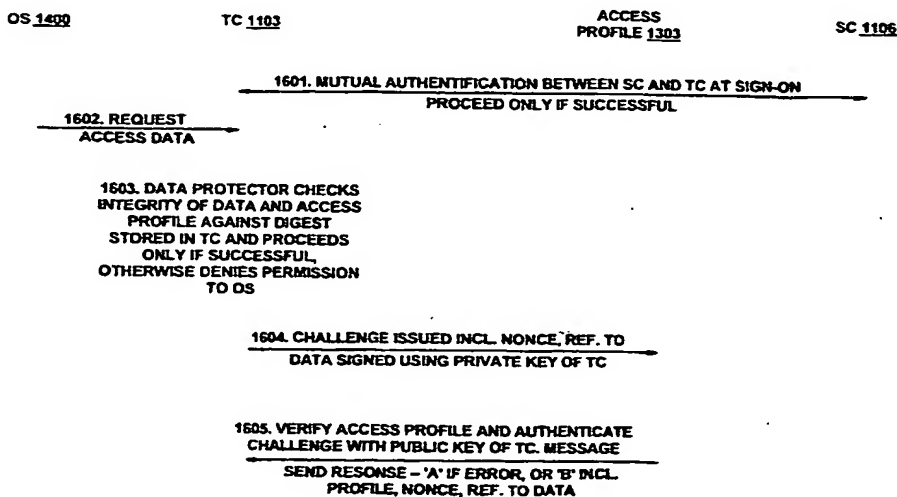 OS 1400 TC 1103 ACCESS PROFILE 1303 SC 1106
1601. MUTUAL AUTHENTIFICATION BETWEEN SC AND TC AT SIGN-ON
PROCEED ONLY IF SUCCESSFUL
1602. REQUEST
ACCESS DATA
1603. DATA PROTECTOR CHECKS
INTEGRITY OF DATA AND ACCESS
PROFILE AGAINST DIGEST
STORED IN TC AND PROCEEDS
ONLY IF SUCCESSFUL,
OTHERWISE DENIES PERMISSION
TO OS
1604. CHALLENGE ISSUED INCL. NONCE, REF. TO
DATA SIGNED USING PRIVATE KEY OF TC
1605. VERIFY ACCESS PROFILE AND AUTHENTICATE
CHALLENGE WITH PUBLIC KEY OF TC. MESSAGE
SEND RESONSE – 'A' IF ERROR, OR 'B' INCL.
PROFILE, NONCE, REF. TO DATA